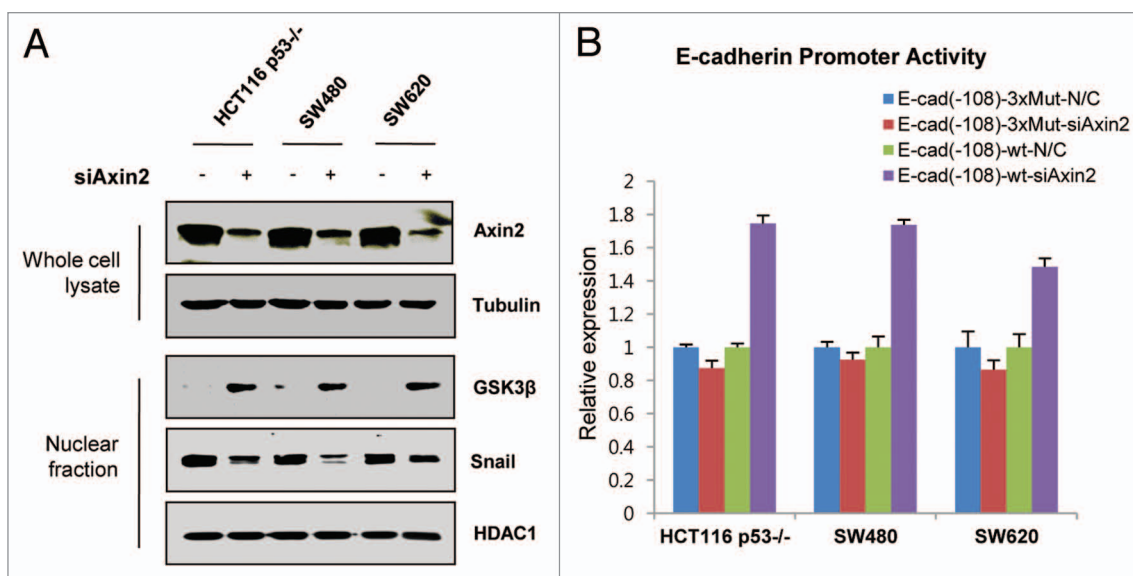 A
HCT116 p53-/-
SW480
SW620
siAxin2 - + - + - +
Whole cell
lysate
Axin2
Tubulin
Nuclear
fraction
GSK3β
Snail
HDAC1
B
E-cadherin Promoter Activity
E-cad(-108)-3xMut-N/C
E-cad(-108)-3xMut-siAxin2
E-cad(-108)-wt-N/C
E-cad(-108)-wt-siAxin2
Relative expression
2
1.8
1.6
1.4
1.2
1
0.8
0.6
0.4
0.2
0
HCT116 p53-/- SW480 SW620